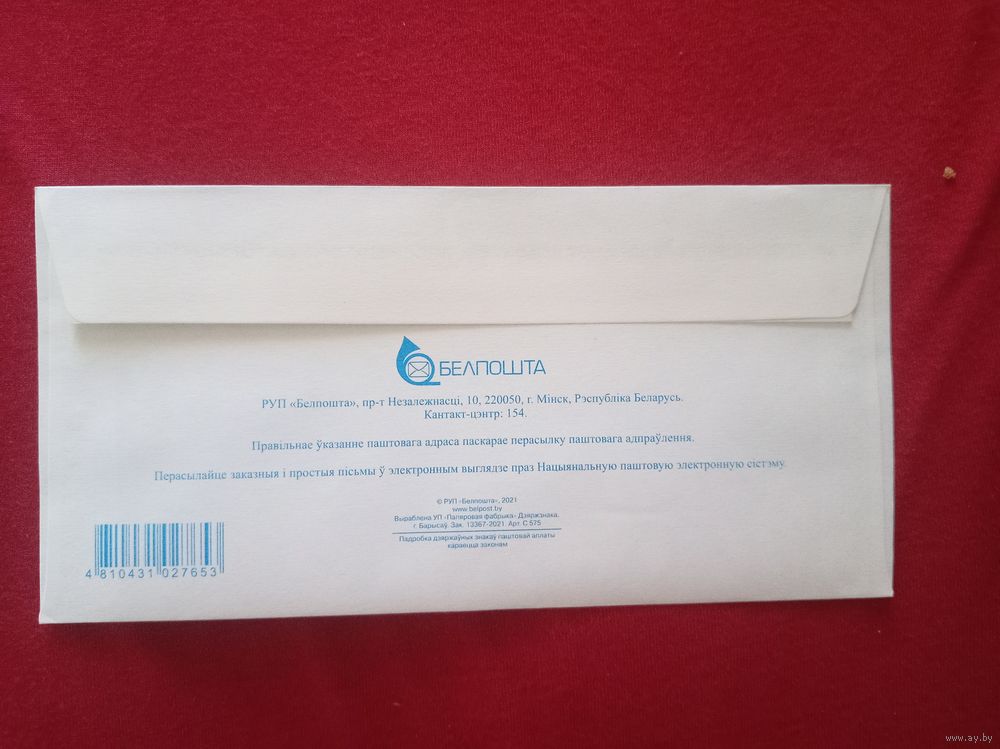 БЕЛПОШТА
РУП «Белпошта», пр-т Незалежнасці, 10, 220050, г. Мінск, Рэспубліка Беларусь.
Кантакт-цэнтр: 154.
Правільнае ўказанне паштовага адраса паскарае перасылку паштовага адпраўлення.
Перасылайце заказныя і простыя пісьмы ў электронным выглядзе праз Нацыянальную паштовую электронную сістэму.
© РУП «Белпошта», 2021
www.belpost.by
Выраблена УП «Папяровая фабрыка» Дзяржзнака.
г. Барысаў. Зак. 13367-2021. Арт. С 575
Падробка дзяржаўных знакаў паштовай аплаты
караецца законам
4 810431 027653
www.ay.by